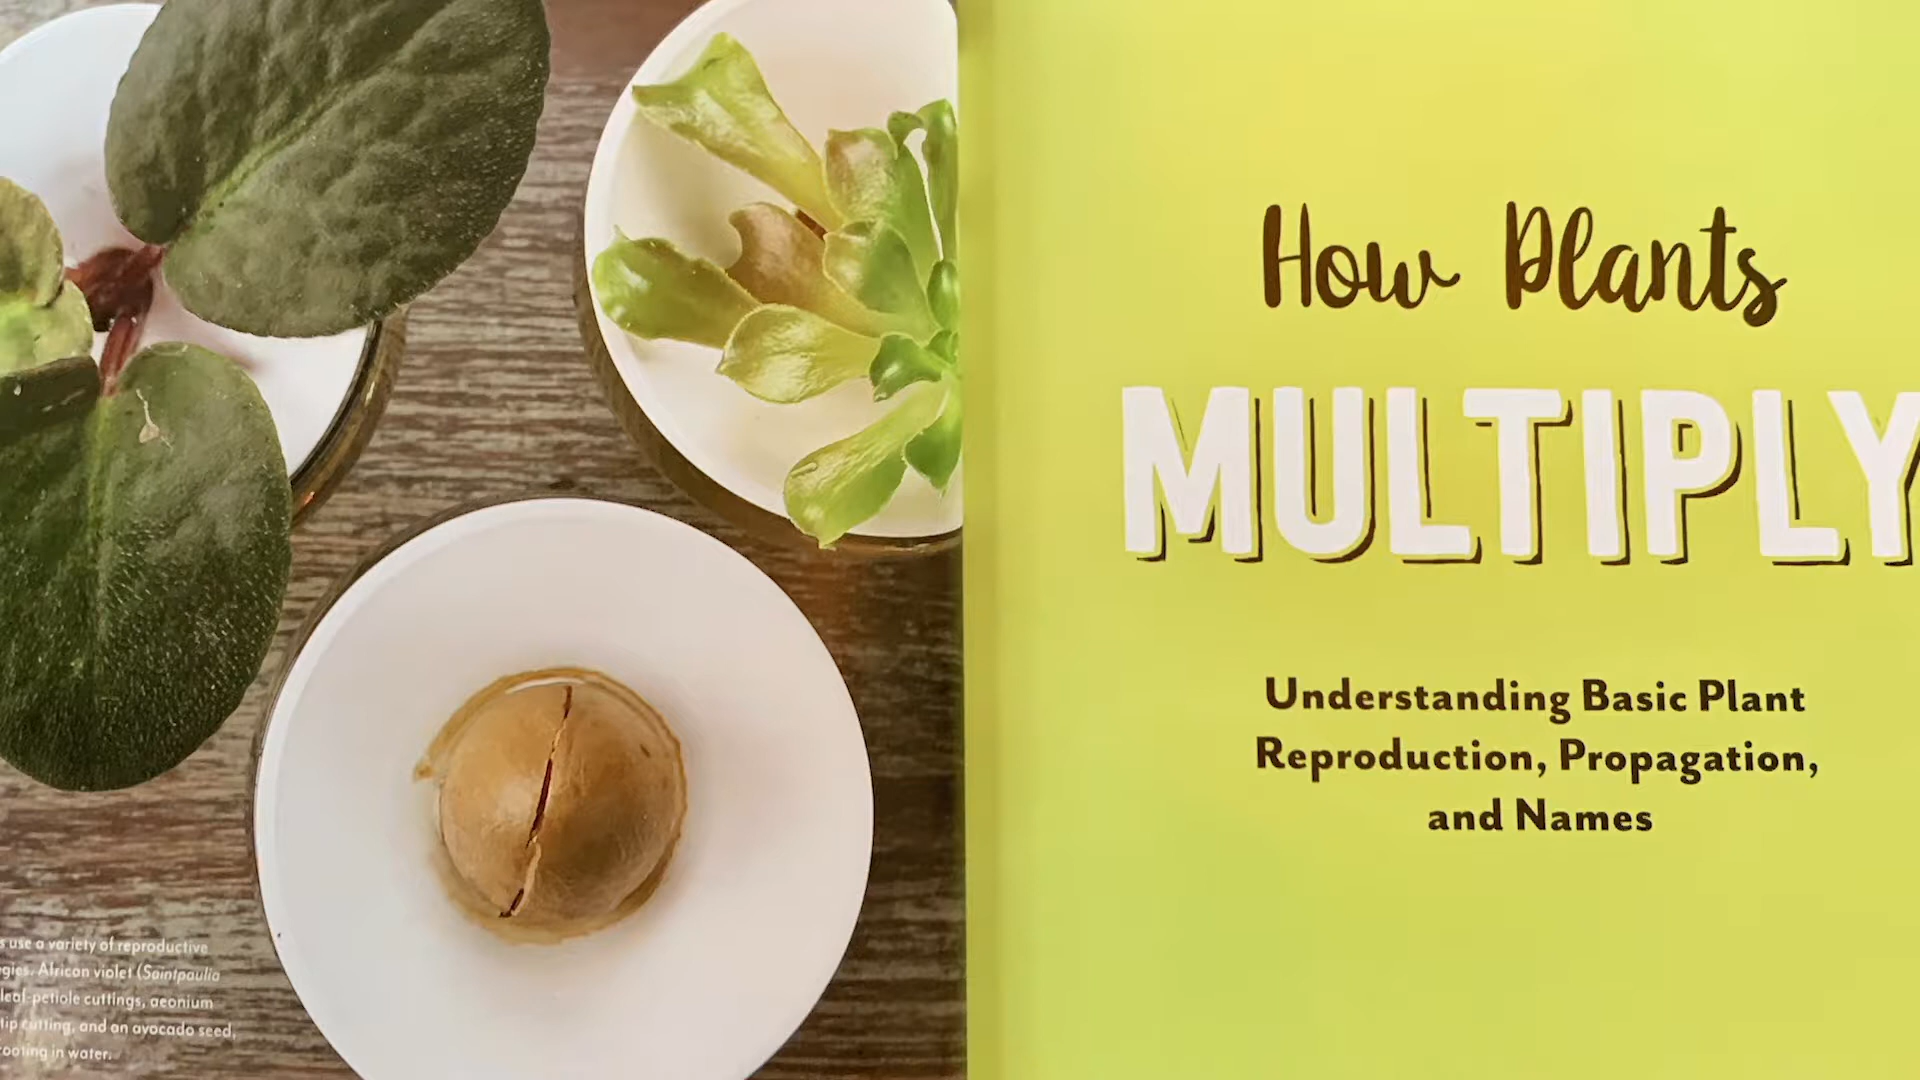 s use a variety of reproductive
gies. African violet (Saintpaulia
leaf-petiole cuttings, aeonium
tip cutting, and an avocado seed,
rooting in water.
How Plants
MULTIPLY
Understanding Basic Plant
Reproduction, Propagation,
and Names